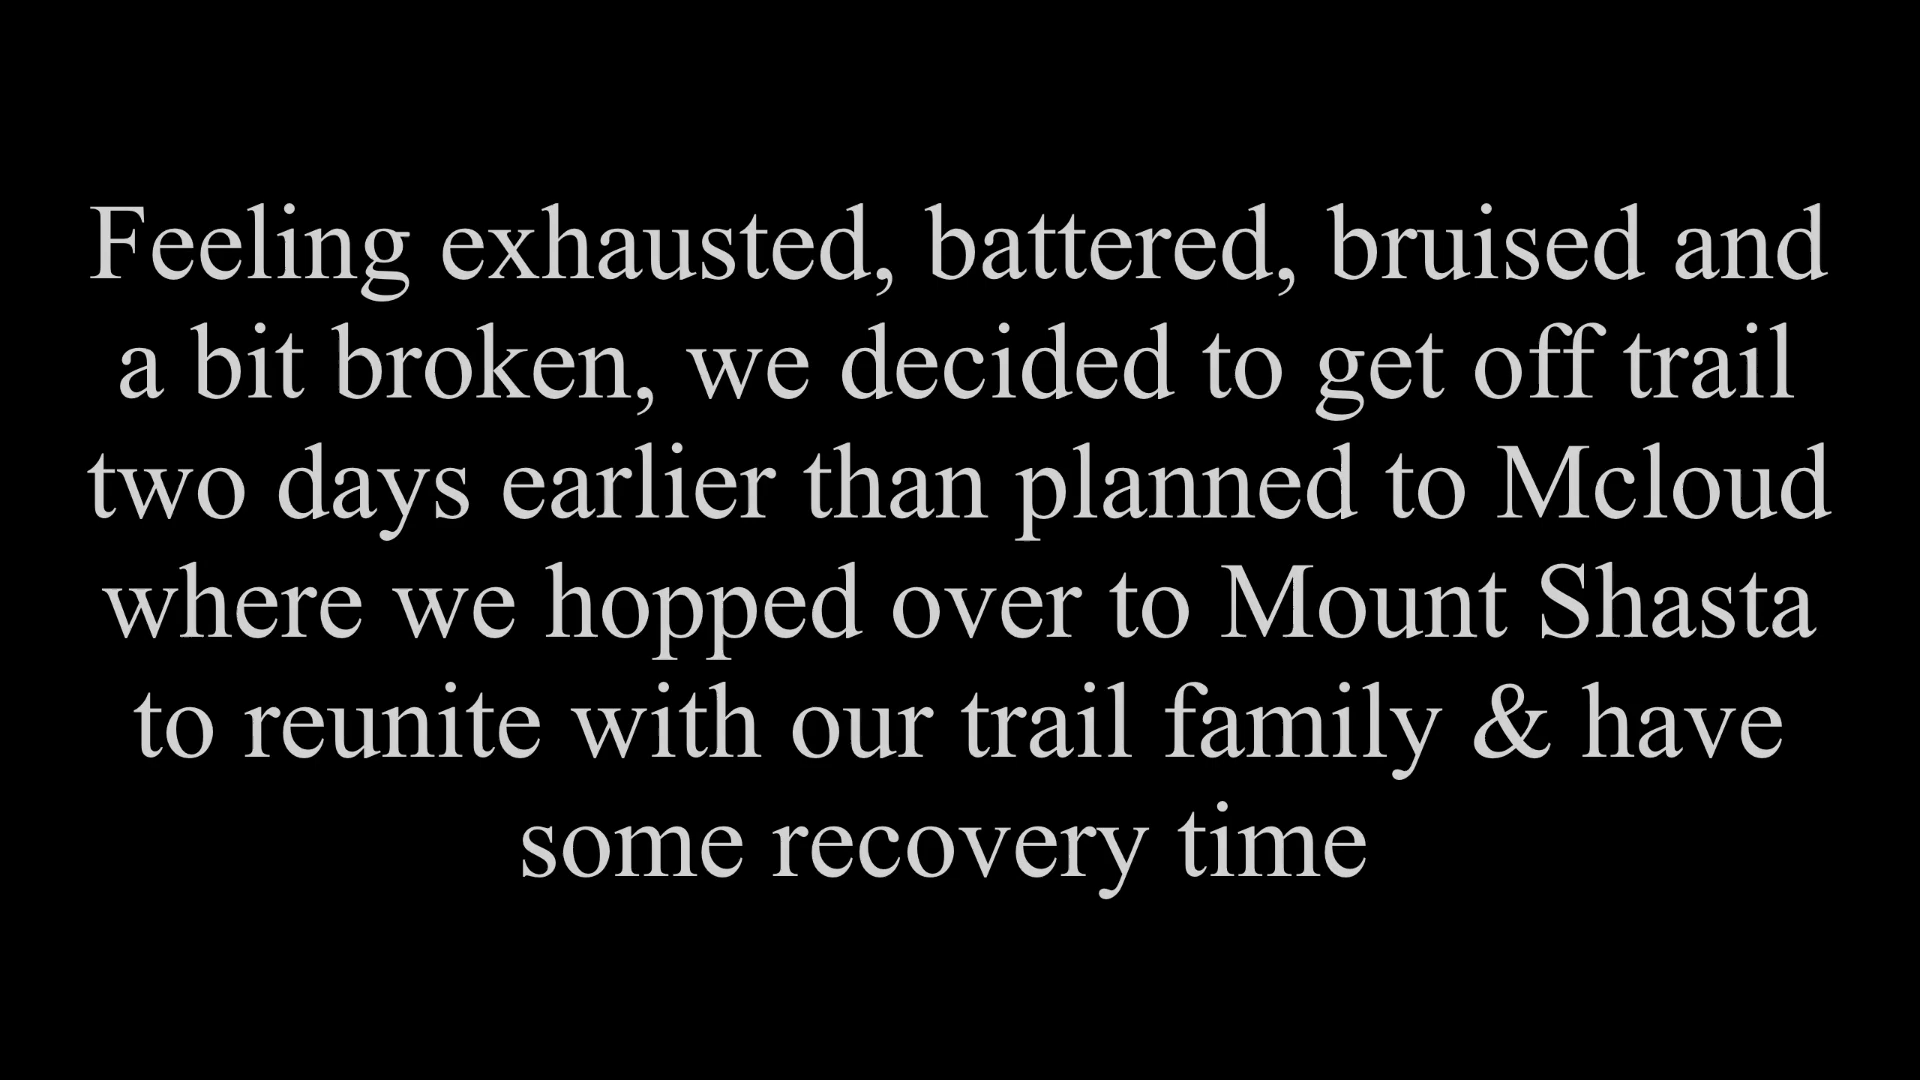 Feeling exhausted, battered, bruised and
a bit broken, we decided to get off trail
two days earlier than planned to Mcloud
where we hopped over to Mount Shasta
to reunite with our trail family & have
some recovery time